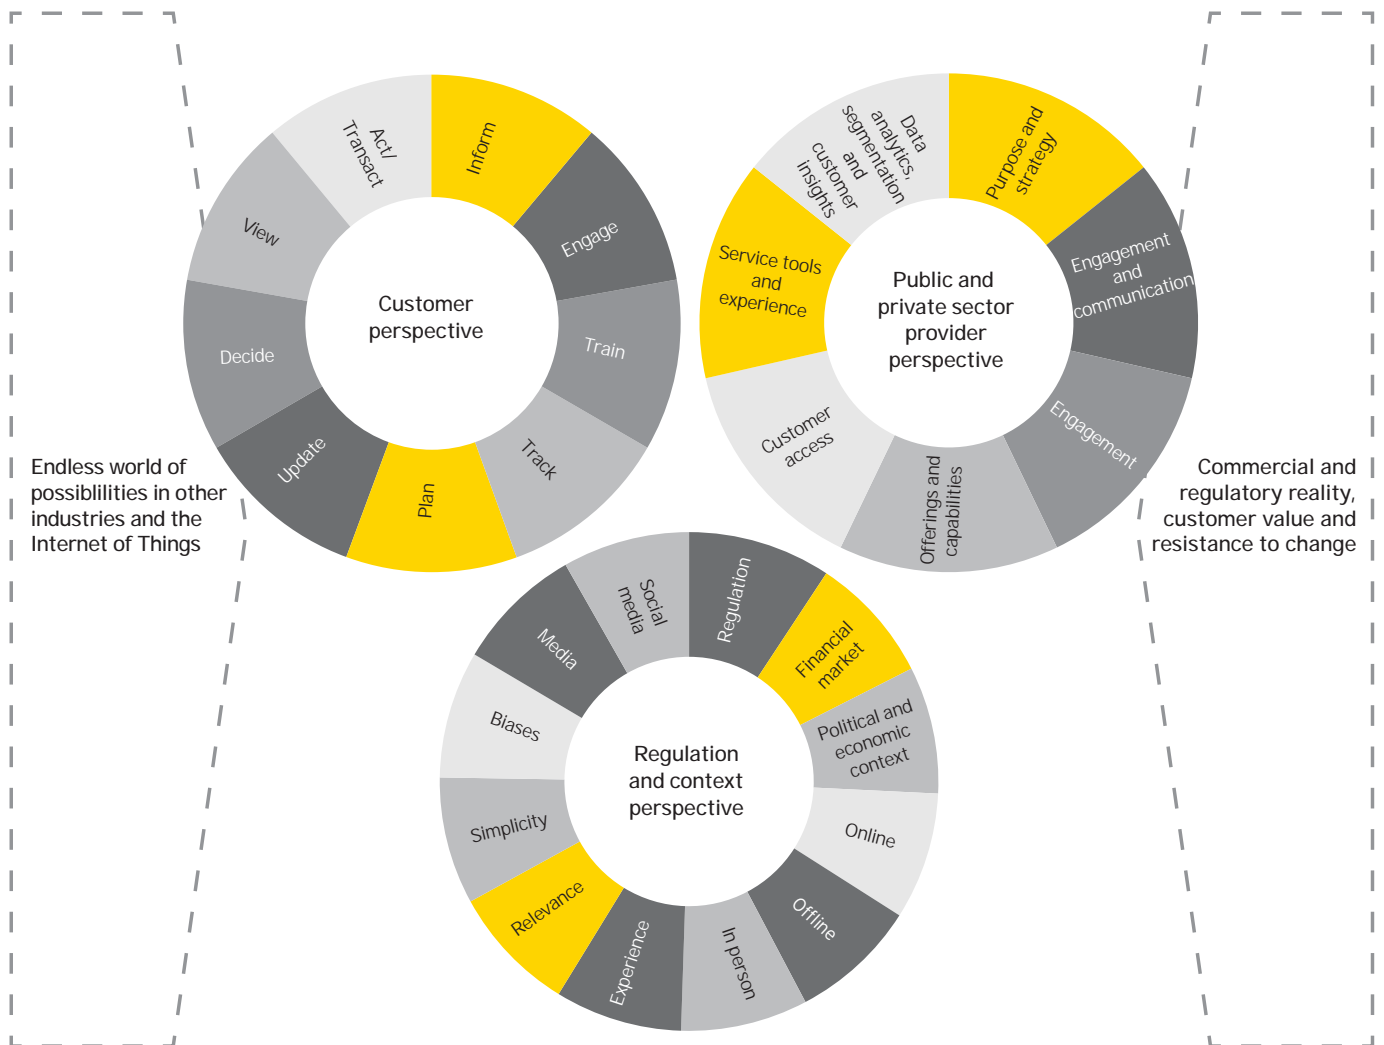 Customer
perspective
Inform
Engage
Train
Track
Plan
Update
Decide
View
Act/
Transact
Public and
private sector
provider
perspective
Purpose and
strategy
Engagement
and
communication
Engagement
Offerings and
capabilities
Customer
access
Service tools
and
experience
Data
analytics,
segmentation
and
customer
insights
Endless world of
possiblilities in other
industries and the
Internet of Things
Commercial and
regulatory reality,
customer value and
resistance to change
Regulation
and context
perspective
Regulation
Financial
market
Political and
economic
context
Online
Offline
In person
Experience
Relevance
Simplicity
Biases
Media
Social
media